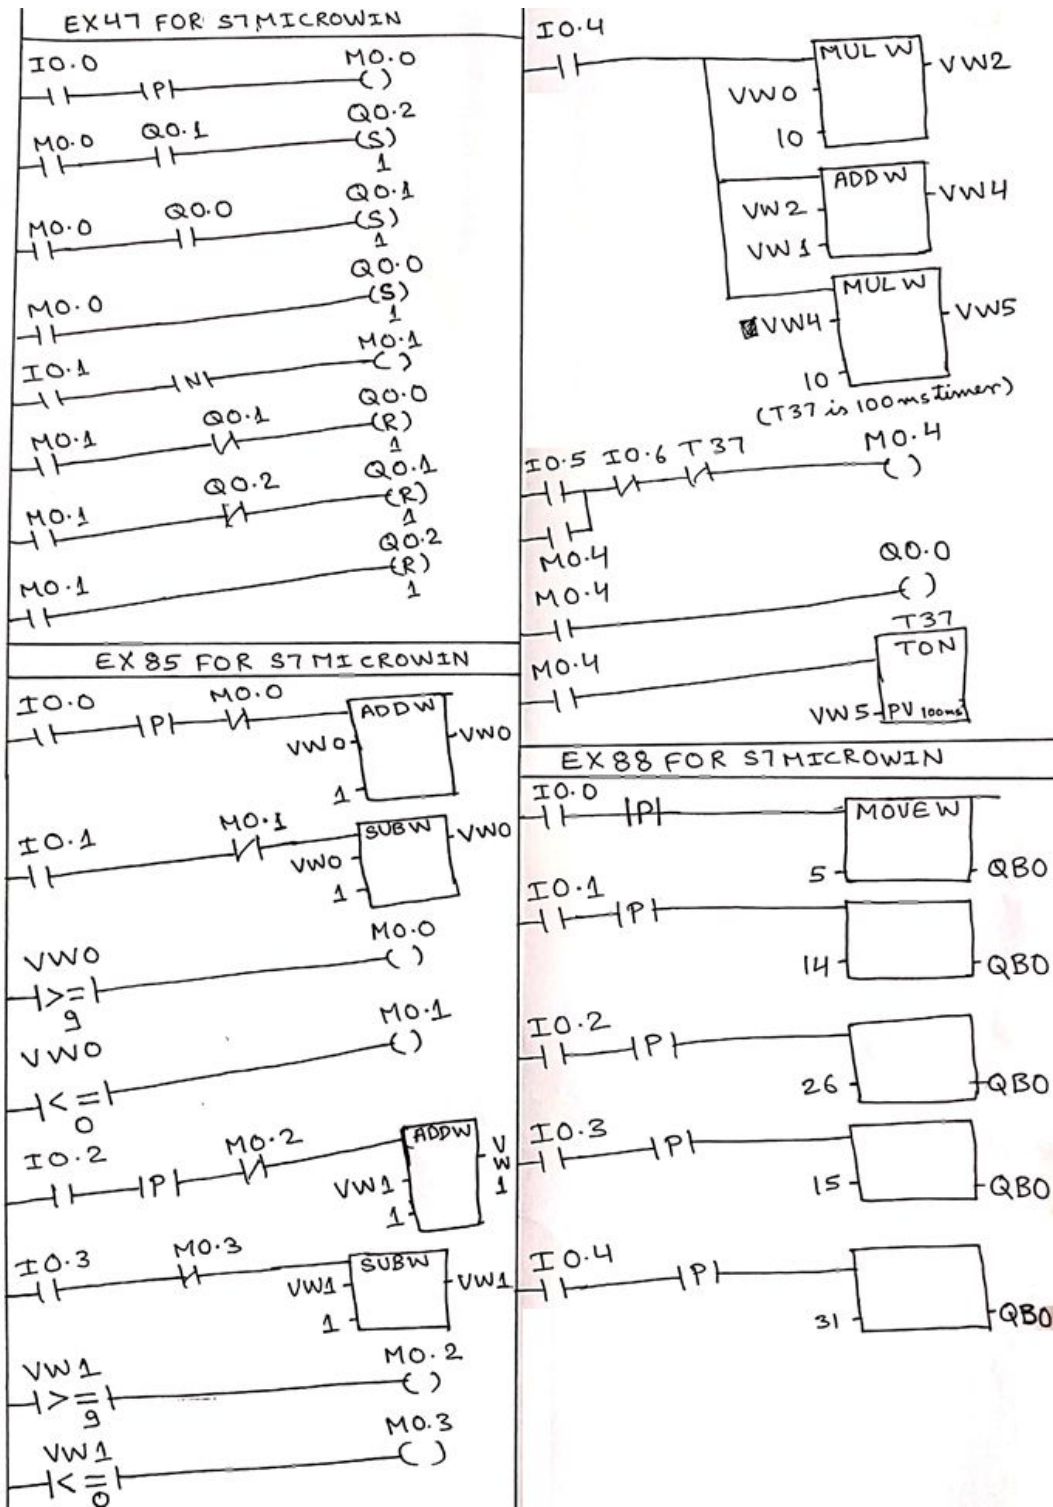 EX47 FOR S7MICROWIN
I0.0 M0.0
P ( )
M0.0 Q0.1 Q0.2
(S)
1
M0.0 Q0.0 Q0.1
(S)
1
M0.0 Q0.0
(S)
1
I0.1 M0.1
N ( )
M0.1 Q0.1 Q0.0
(R)
1
M0.1 Q0.2 Q0.1
(R)
1
M0.1 Q0.2
(R)
1
EX85 FOR S7MICROWIN
I0.0 M0.0
P ADDW
VW0 VW0
1
I0.1 M0.1
SUBW VW0
VW0
1
VW0 M0.0
>= ( )
9
VW0 M0.1
<= ( )
0
I0.2 M0.2
P ADDW
VW1 VW1
1
I0.3 M0.3
SUBW
VW1 VW1
1
VW1 M0.2
>= ( )
9
VW1 M0.3
<= ( )
0
I0.4
MULW VW2
VW0
10
ADDW VW4
VW2
VW1
MULW
VW4 VW5
10
(T37 is 100ms timer)
I0.5 I0.6 T37 M0.4
( )
M0.4
M0.4 Q0.0
( )
M0.4 T37
TON
VW5 PV 100ms
EX88 FOR S7MICROWIN
I0.0
P MOVEW
5 QB0
I0.1
P
14 QB0
I0.2
P
26 QB0
I0.3
P
15 QB0
I0.4
P
31 QB0